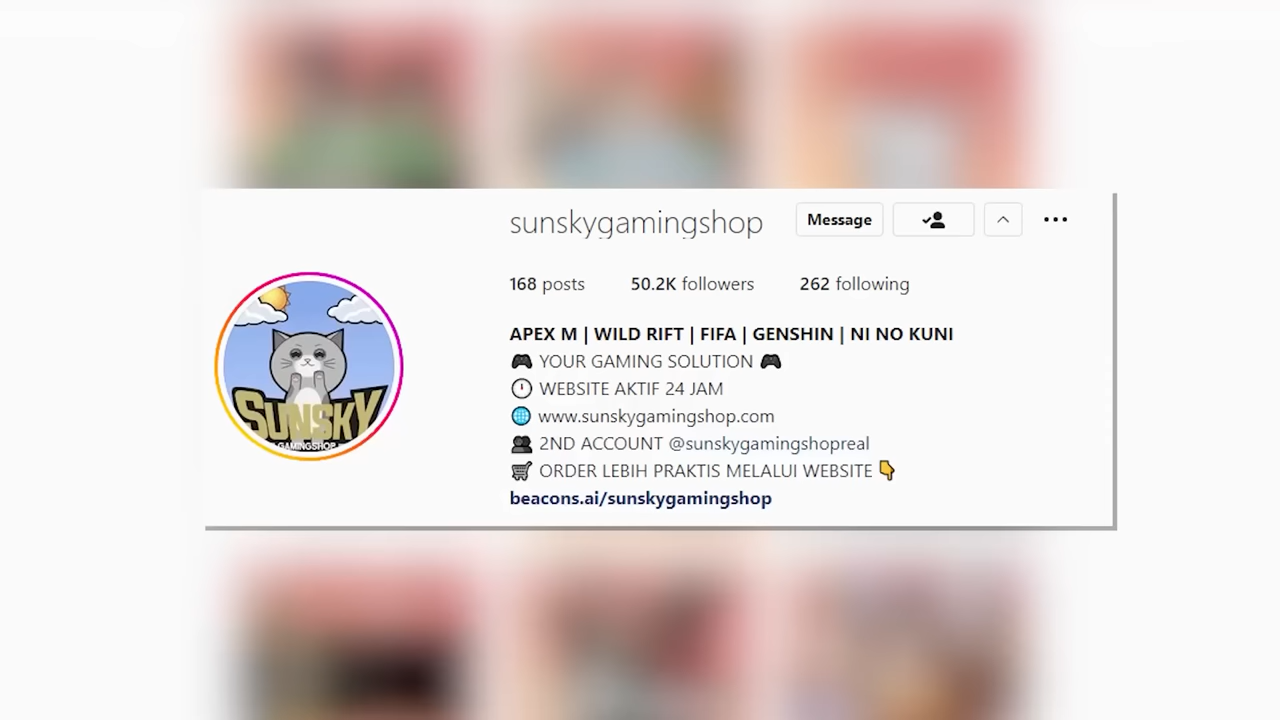 sunskygamingshop
Message
168 posts 50.2K followers 262 following
APEX M | WILD RIFT | FIFA | GENSHIN | NI NO KUNI
🎮 YOUR GAMING SOLUTION 🎮
WEBSITE AKTIF 24 JAM
🌐 www.sunskygamingshop.com
👥 2ND ACCOUNT @sunskygamingshopreal
🛒 ORDER LEBIH PRAKTIS MELALUI WEBSITE 👇
beacons.ai/sunskygamingshop
SUNSKY
GAMINGSHOP